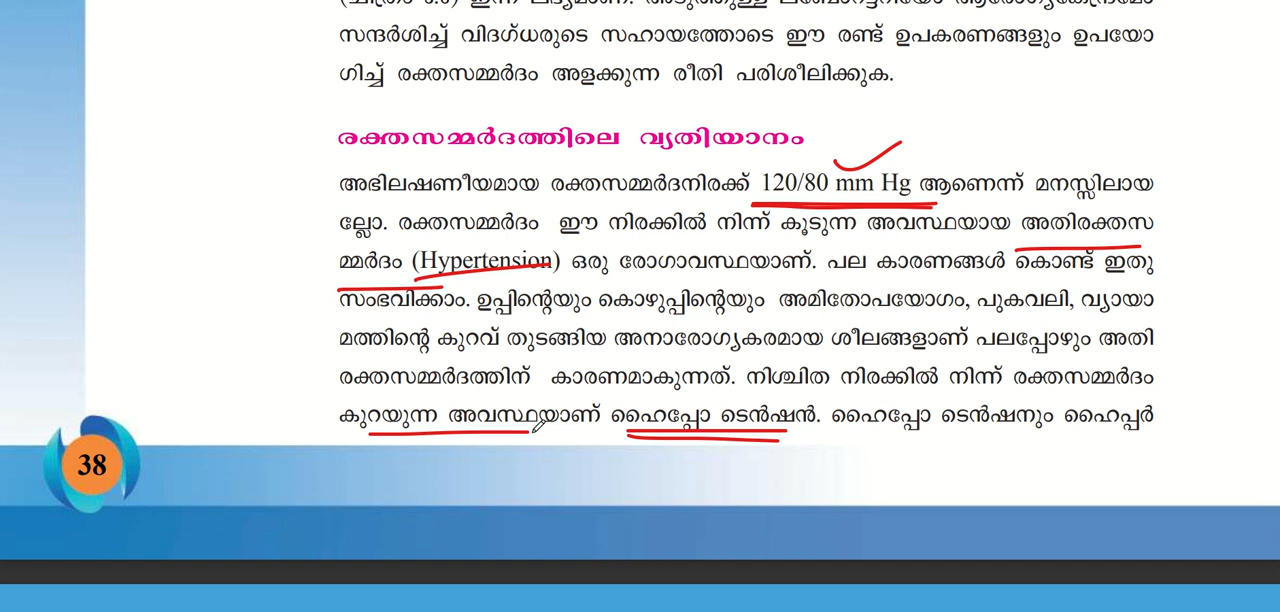 സന്ദർശിച്ച് വിദഗ്ധരുടെ സഹായത്തോടെ ഈ രണ്ട് ഉപകരണങ്ങളും ഉപയോ
ഗിച്ച് രക്തസമ്മർദം അളക്കുന്ന രീതി പരിശീലിക്കുക.
രക്തസമ്മർദത്തിലെ വ്യതിയാനം
അഭിലഷണീയമായ രക്തസമ്മർദനിരക്ക് 120/80 mm Hg ആണെന്ന് മനസ്സിലായ
ല്ലോ. രക്തസമ്മർദം ഈ നിരക്കിൽ നിന്ന് കൂടുന്ന അവസ്ഥയായ അതിരക്തസ
മ്മർദം (Hypertension) ഒരു രോഗാവസ്ഥയാണ്. പല കാരണങ്ങൾ കൊണ്ട് ഇതു
സംഭവിക്കാം. ഉപ്പിന്റെയും കൊഴുപ്പിന്റെയും അമിതോപയോഗം, പുകവലി, വ്യായാ
മത്തിന്റെ കുറവ് തുടങ്ങിയ അനാരോഗ്യകരമായ ശീലങ്ങളാണ് പലപ്പോഴും അതി
രക്തസമ്മർദത്തിന് കാരണമാകുന്നത്. നിശ്ചിത നിരക്കിൽ നിന്ന് രക്തസമ്മർദം
കുറയുന്ന അവസ്ഥയാണ് ഹൈപ്പോ ടെൻഷൻ. ഹൈപ്പോ ടെൻഷനും ഹൈപ്പർ
38